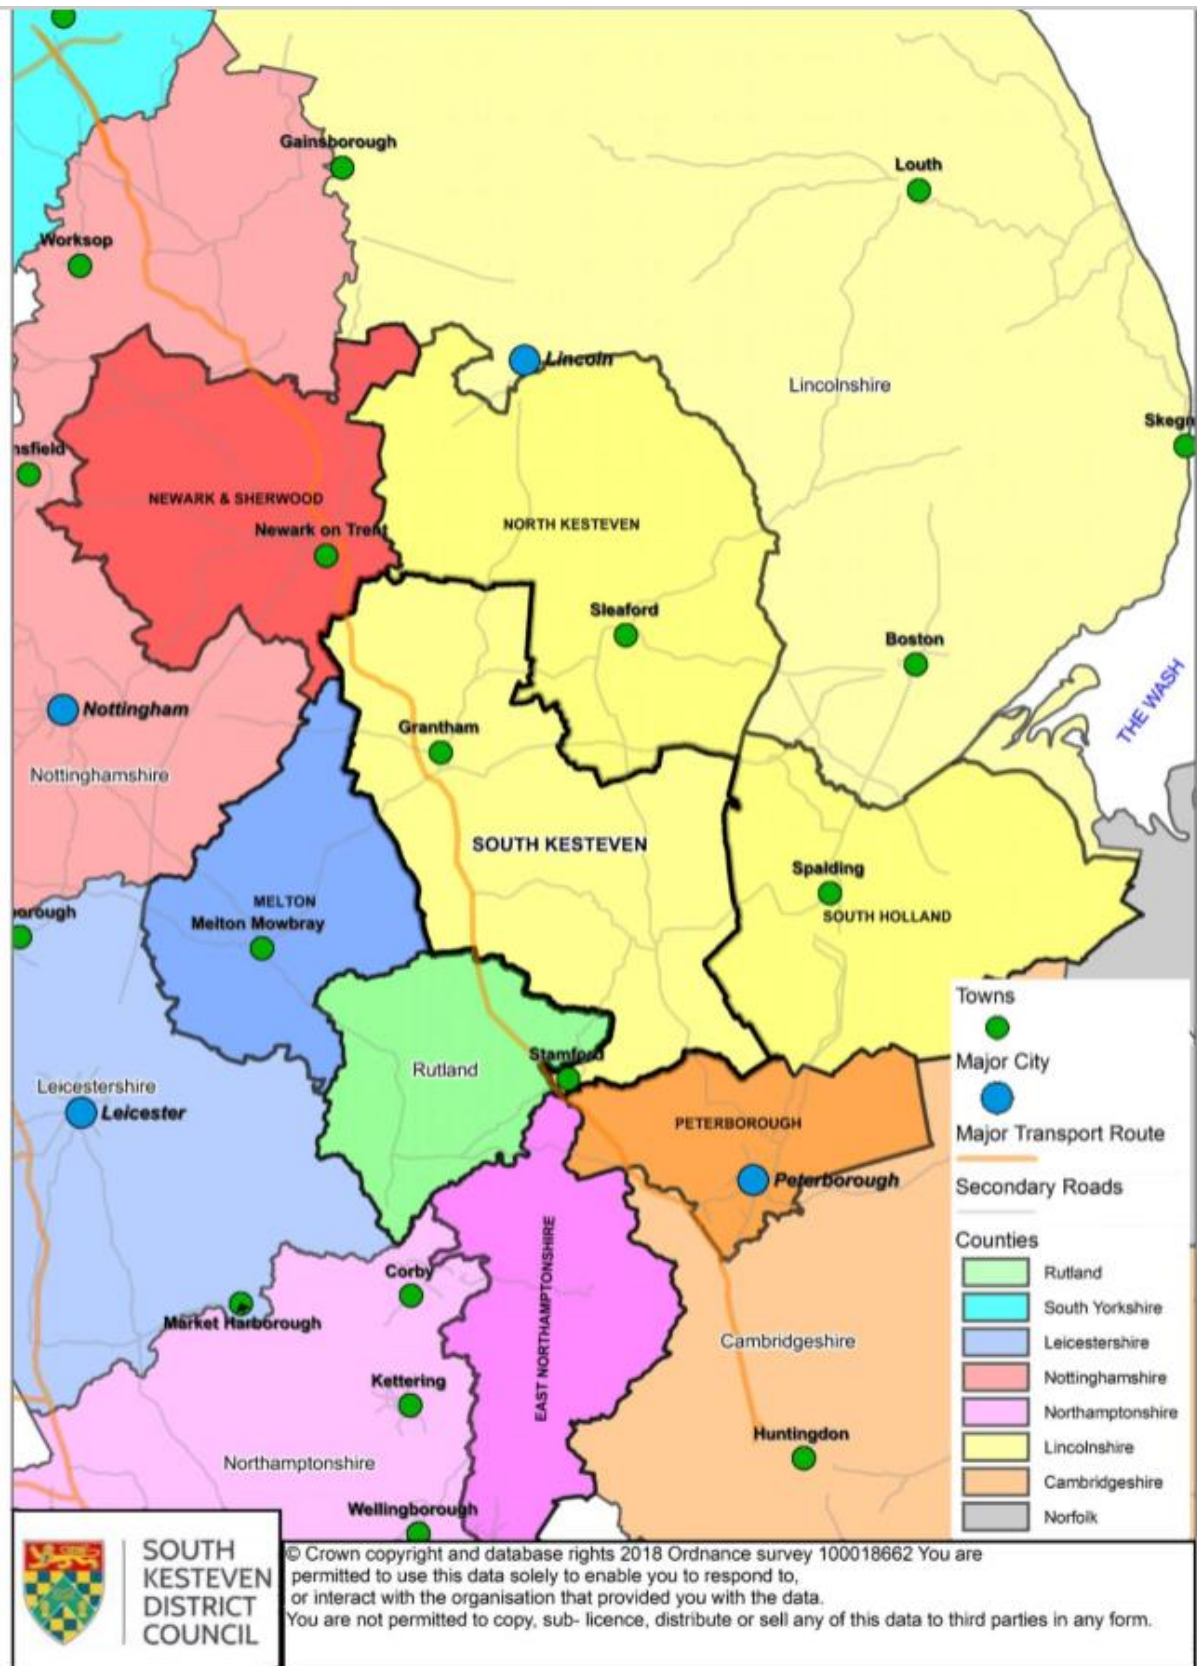 Gainsborough
Louth
Worksop
Lincoln
Lincolnshire
Skegn
nsfield
NEWARK & SHERWOOD
NORTH KESTEVEN
Newark on Trent
Sleaford
Boston
THE WASH
Nottingham
Grantham
Nottinghamshire
SOUTH KESTEVEN
Spalding
MELTON
orough
SOUTH HOLLAND
Melton Mowbray
Towns
Stamford
Major City
Rutland
Leicestershire
Leicester
PETERBOROUGH
Major Transport Route
Peterborough
Secondary Roads
Counties
Corby
Rutland
EAST NORTHAMPTONSHIRE
South Yorkshire
Market Harborough
Cambridgeshire
Leicestershire
Kettering
Nottinghamshire
Northamptonshire
Huntingdon
Lincolnshire
Northamptonshire
Cambridgeshire
Wellingborough
Norfolk
SOUTH
KESTEVEN
DISTRICT
COUNCIL
© Crown copyright and database rights 2018 Ordnance survey 100018662 You are
permitted to use this data solely to enable you to respond to,
or interact with the organisation that provided you with the data.
You are not permitted to copy, sub- licence, distribute or sell any of this data to third parties in any form.